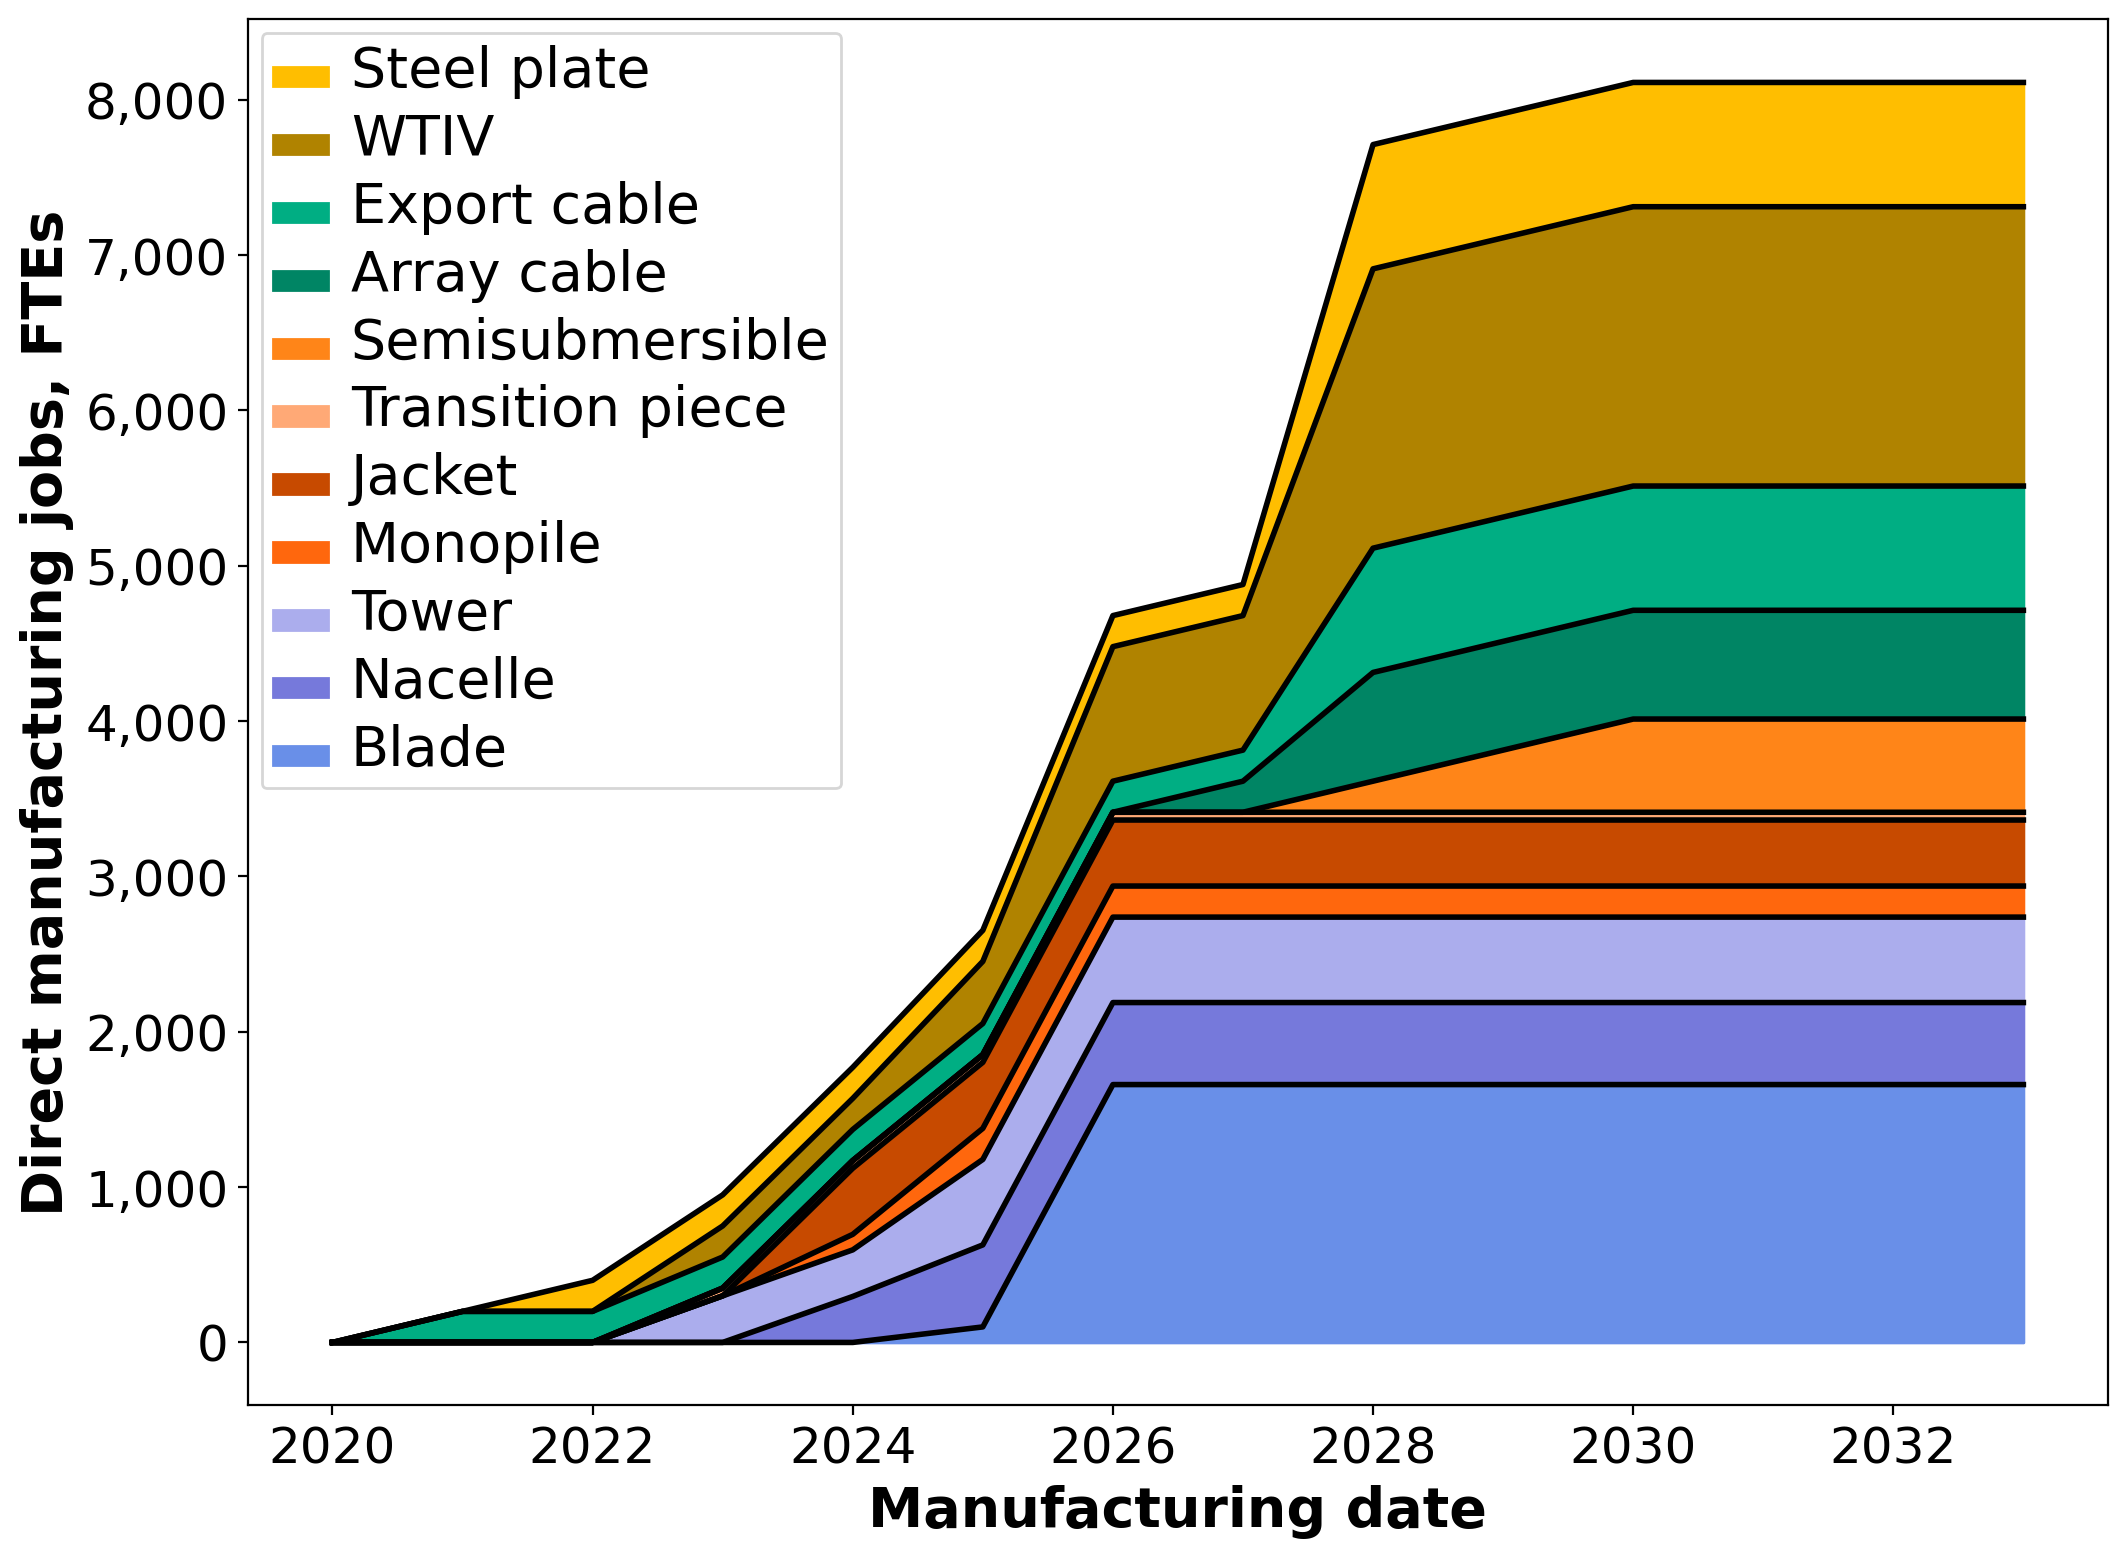 Direct manufacturing jobs, FTEs
8,000
7,000
6,000
5,000
4,000
3,000
2,000
1,000
0
Steel plate
WTIV
Export cable
Array cable
Semisubmersible
Transition piece
Jacket
Monopile
Tower
Nacelle
Blade
2020 2022 2024 2026 2028 2030 2032
Manufacturing date